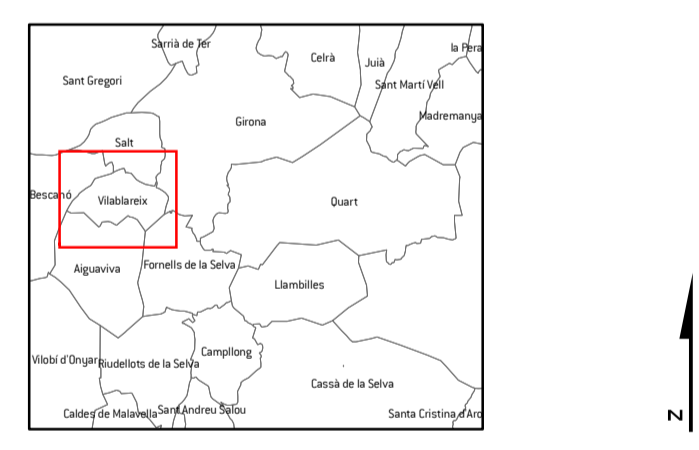 Sarrià de Ter
la Pera
Celrà
Juià
Sant Gregori
Sant Martí Vell
Madremanya
Girona
Salt
Bescanó
Vilablareix
Quart
Aiguaviva
Fornells de la Selva
Llambilles
Campllong
Vilobí d'Onyar
Riudellots de la Selva
Cassà de la Selva
Caldes de Malavella
Sant Andreu Salou
Santa Cristina d'Aro
N